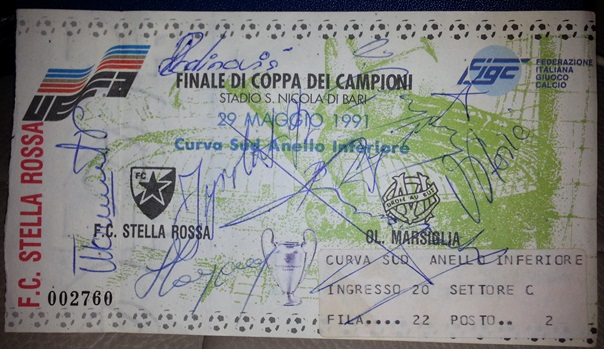 uefa
FINALE DI COPPA DEI CAMPIONI
STADIO S. NICOLA DI BARI
29 MAGGIO 1991
Curva Sud Anello Inferiore
FIGC
FEDERAZIONE
ITALIANA
GIUOCO
CALCIO
F.C. STELLA ROSSA
FC
F.C. STELLA ROSSA
DROIT AU BUT
OL. MARSIGLIA
002760
CURVA SUD ANELLO INFERIORE
INGRESSO 20 SETTORE C
FILA.... 22 POSTO.. 2